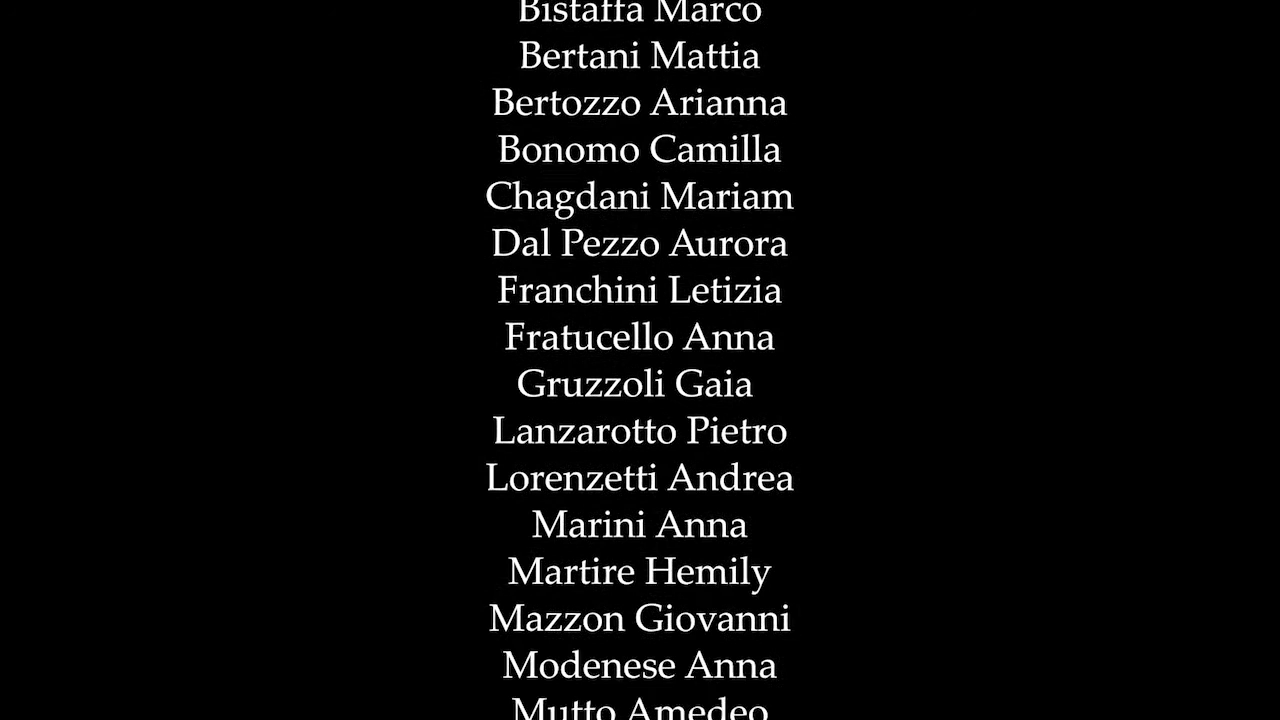 Bistaffa Marco
Bertani Mattia
Bertozzo Arianna
Bonomo Camilla
Chagdani Mariam
Dal Pezzo Aurora
Franchini Letizia
Fratucello Anna
Gruzzoli Gaia
Lanzarotto Pietro
Lorenzetti Andrea
Marini Anna
Martire Hemily
Mazzon Giovanni
Modenese Anna
Mutto Amedeo